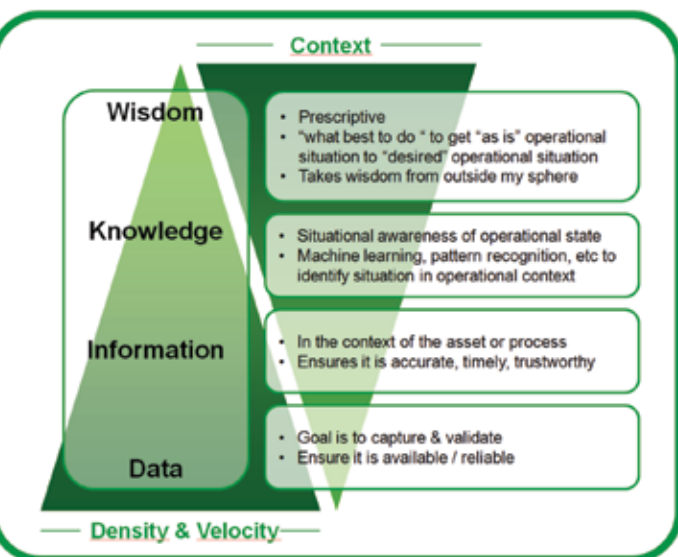 Context
Wisdom
• Prescriptive
• “what best to do “ to get “as is” operational
situation to “desired” operational situation
• Takes wisdom from outside my sphere
Knowledge
• Situational awareness of operational state
• Machine learning, pattern recognition, etc to
identify situation in operational context
Information
• In the context of the asset or process
• Ensures it is accurate, timely, trustworthy
Data
• Goal is to capture & validate
• Ensure it is available / reliable
Density & Velocity